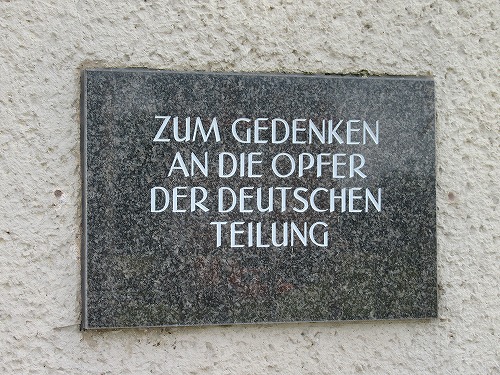 ZUM GEDENKEN
AN DIE OPFER
DER DEUTSCHEN
TEILUNG